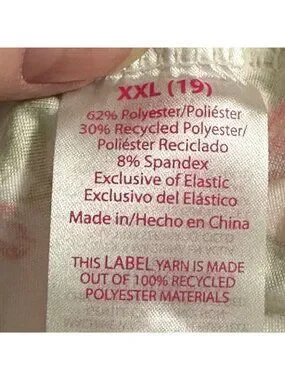 XXL (19)
62% Polyester/Poliéster
30% Recycled Polyester/
Poliéster Reciclado
8% Spandex
Exclusive of Elastic
Exclusivo del Elástico
Made in/Hecho en China
THIS LABEL YARN IS MADE
OUT OF 100% RECYCLED
POLYESTER MATERIALS